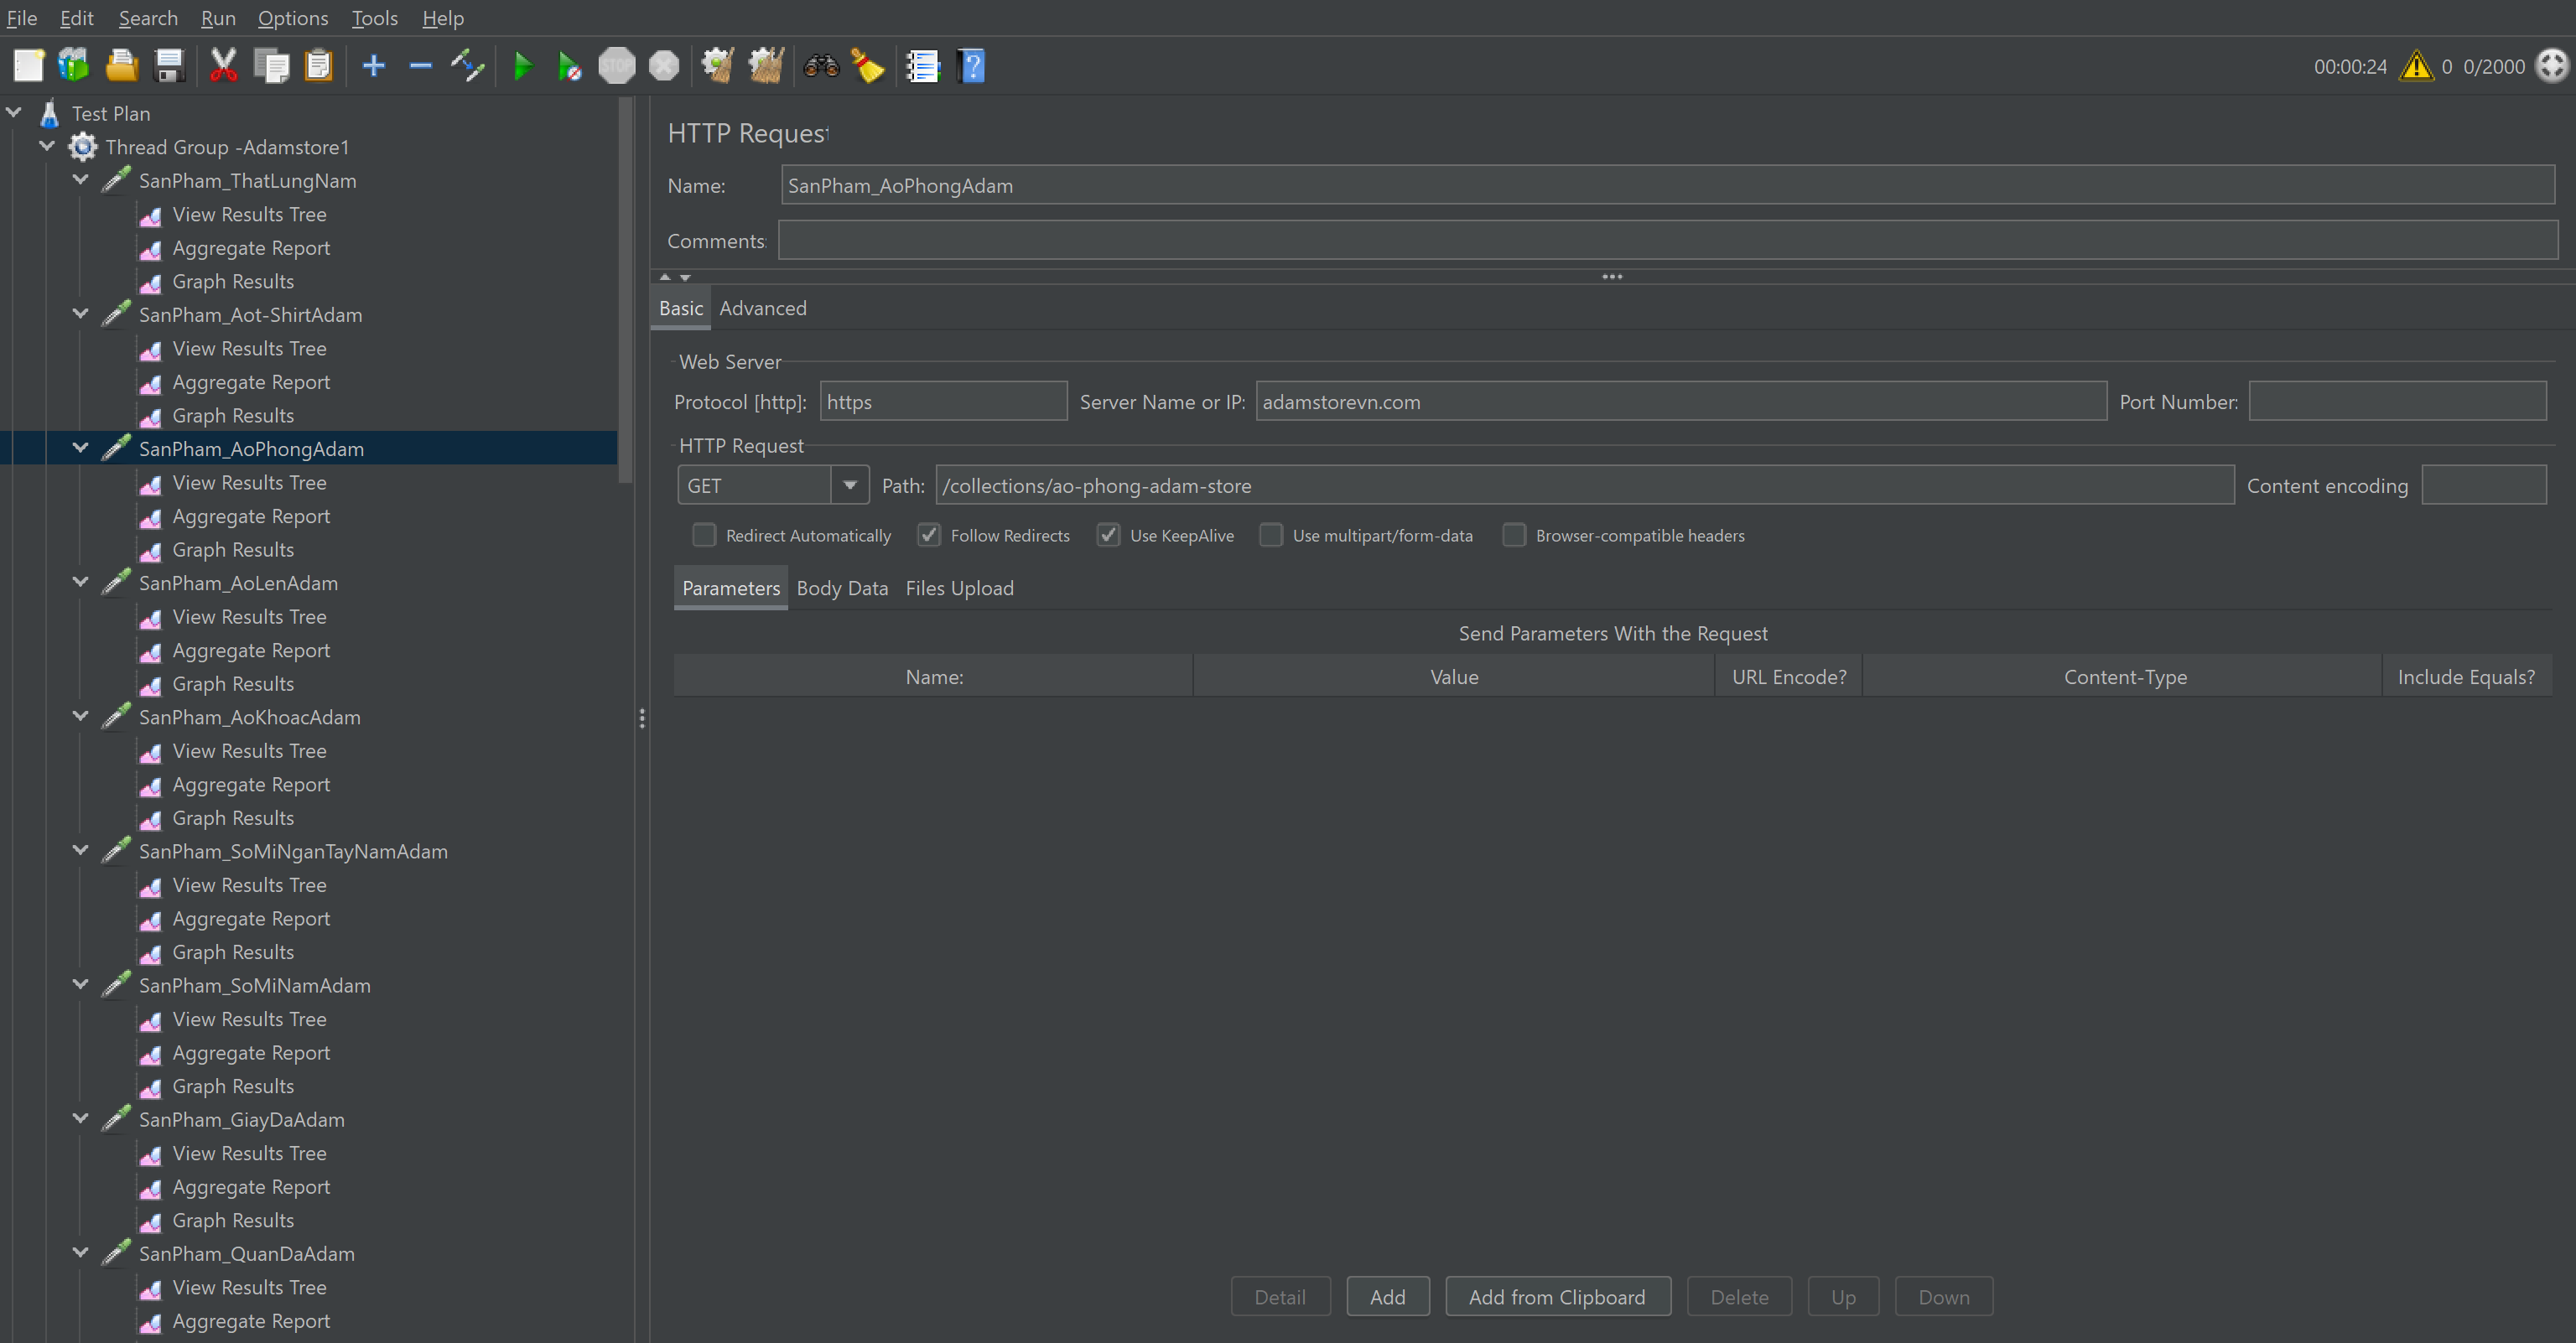 File Edit Search Run Options Tools Help
STOP
00:00:24 0 0/2000
Test Plan
Thread Group -Adamstore1
SanPham_ThatLungNam
View Results Tree
Aggregate Report
Graph Results
SanPham_Aot-ShirtAdam
View Results Tree
Aggregate Report
Graph Results
SanPham_AoPhongAdam
View Results Tree
Aggregate Report
Graph Results
SanPham_AoLenAdam
View Results Tree
Aggregate Report
Graph Results
SanPham_AoKhoacAdam
View Results Tree
Aggregate Report
Graph Results
SanPham_SoMiNganTayNamAdam
View Results Tree
Aggregate Report
Graph Results
SanPham_SoMiNamAdam
View Results Tree
Aggregate Report
Graph Results
SanPham_GiayDaAdam
View Results Tree
Aggregate Report
Graph Results
SanPham_QuanDaAdam
View Results Tree
Aggregate Report
HTTP Request
Name: SanPham_AoPhongAdam
Comments:
Basic Advanced
Web Server
Protocol [http]: https Server Name or IP: adamstorevn.com Port Number:
HTTP Request
GET Path: /collections/ao-phong-adam-store Content encoding
Redirect Automatically Follow Redirects Use KeepAlive Use multipart/form-data Browser-compatible headers
Parameters Body Data Files Upload
Send Parameters With the Request
Name: Value URL Encode? Content-Type Include Equals?
Detail Add Add from Clipboard Delete Up Down